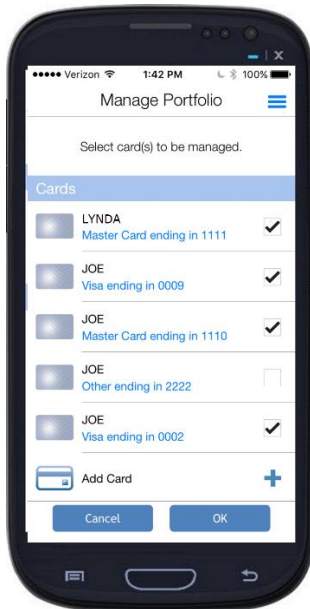 Verizon 1:42 PM 100%
Manage Portfolio
Select card(s) to be managed.
Cards
LYNDA
Master Card ending in 1111
JOE
Visa ending in 0009
JOE
Master Card ending in 1110
JOE
Other ending in 2222
JOE
Visa ending in 0002
Add Card
Cancel OK